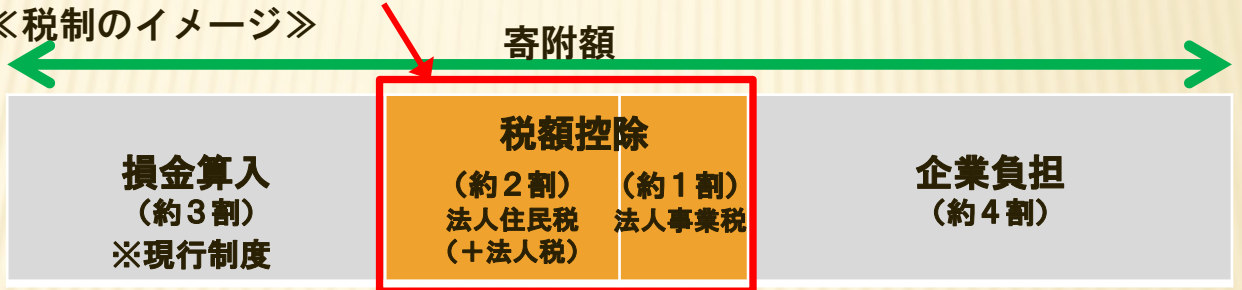 ≪税制のイメージ≫
寄附額
損金算入
（約３割）
※現行制度
税額控除
（約２割）
法人住民税
（＋法人税）
（約１割）
法人事業税
企業負担
（約４割）